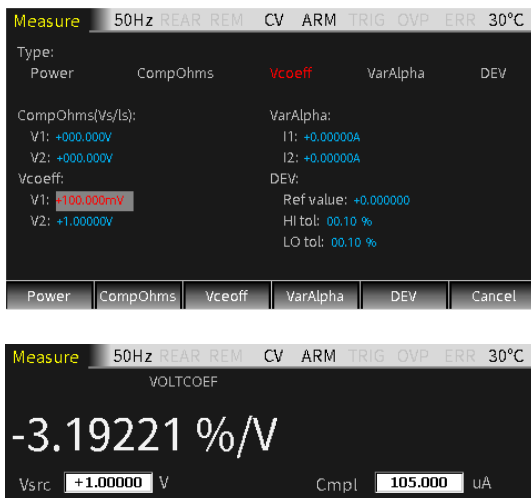 Measure 50Hz REAR REM CV ARM TRIG OVP ERR 30°C
Type:
Power CompOhms Vcoeff VarAlpha DEV
CompOhms(Vs/Is): VarAlpha:
V1: +000.000V I1: +0.00000A
V2: +000.000V I2: +0.00000A
Vcoeff: DEV:
V1: +100.000mV Ref value: +0.000000
V2: +1.00000V HI tol: 00.10 %
LO tol: 00.10 %
Power CompOhms Vceoff VarAlpha DEV Cancel
Measure 50Hz REAR REM CV ARM TRIG OVP ERR 30°C
VOLTCOEF
-3.19221 %/V
Vsrc +1.00000 V Cmpl 105.000 uA